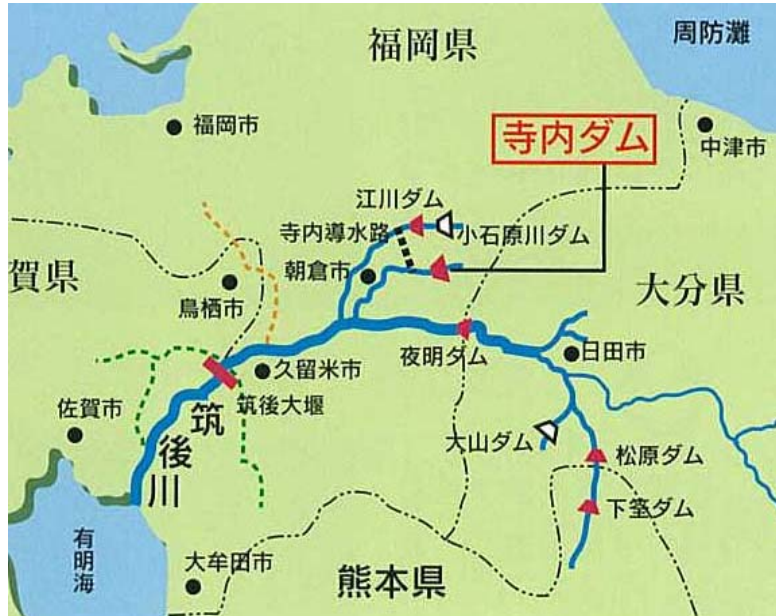 福岡県
周防灘
福岡市
寺内ダム
中津市
江川ダム
寺内導水路
小石原川ダム
朝倉市
賀県
鳥栖市
大分県
夜明ダム
日田市
久留米市
筑後大堰
佐賀市
筑後川
大山ダム
松原ダム
下筌ダム
有明海
大牟田市
熊本県